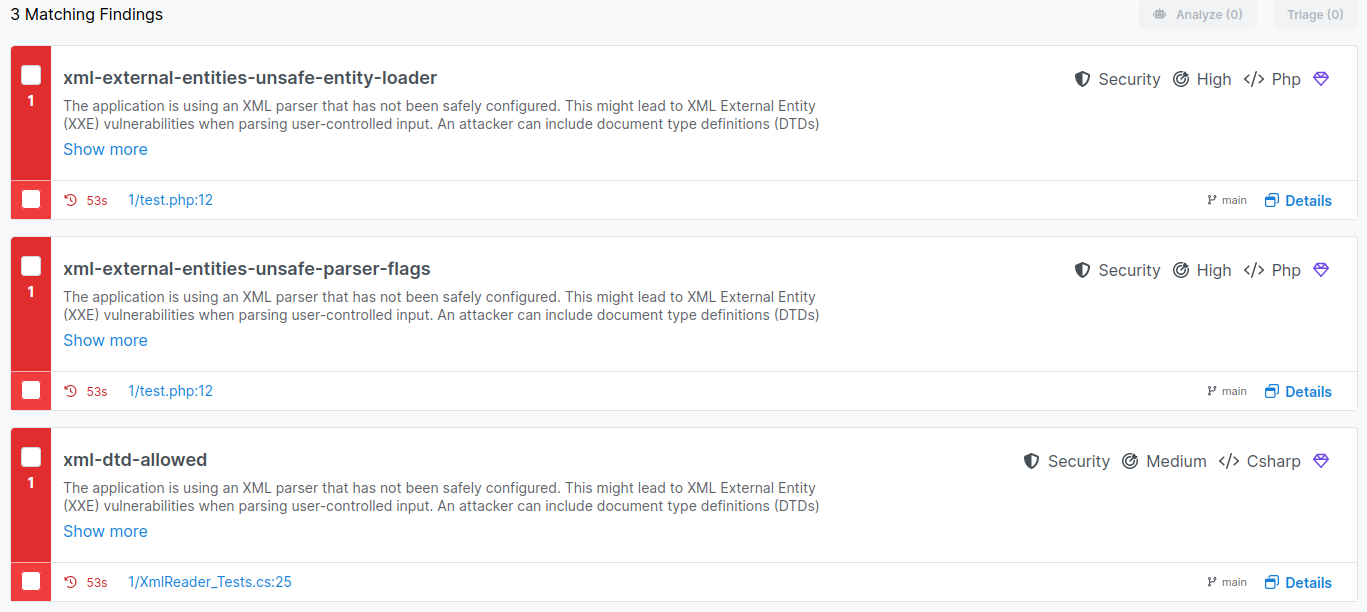 3 Matching Findings
Analyze (0)
Triage (0)
xml-external-entities-unsafe-entity-loader
Security High </> Php
1
The application is using an XML parser that has not been safely configured. This might lead to XML External Entity
(XXE) vulnerabilities when parsing user-controlled input. An attacker can include document type definitions (DTDs)
Show more
53s 1/test.php:12 main Details
xml-external-entities-unsafe-parser-flags
Security High </> Php
1
The application is using an XML parser that has not been safely configured. This might lead to XML External Entity
(XXE) vulnerabilities when parsing user-controlled input. An attacker can include document type definitions (DTDs)
Show more
53s 1/test.php:12 main Details
xml-dtd-allowed
Security Medium </> Csharp
1
The application is using an XML parser that has not been safely configured. This might lead to XML External Entity
(XXE) vulnerabilities when parsing user-controlled input. An attacker can include document type definitions (DTDs)
Show more
53s 1/XmlReader_Tests.cs:25 main Details